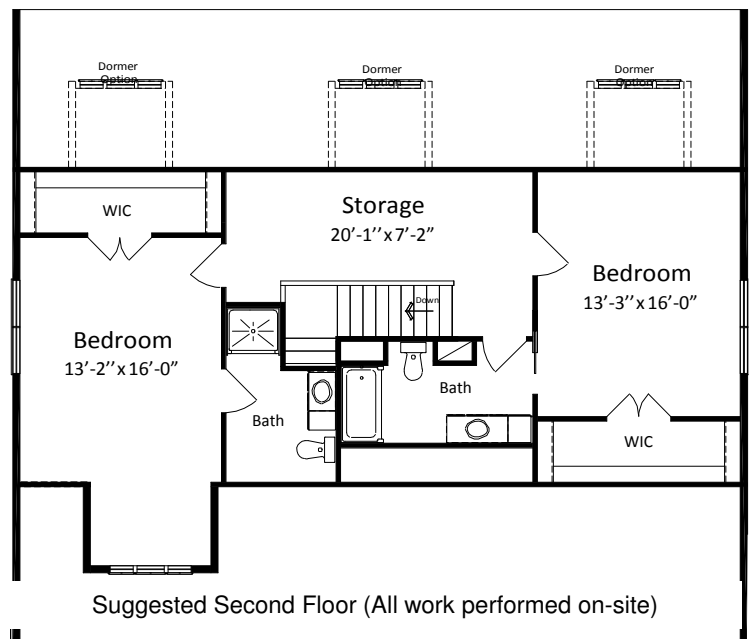 Dormer
Option
Dormer
Option
Dormer
Option
WIC
Storage
20'-1''x 7'-2"
Bedroom
13'-3''x 16'-0"
Down
Bedroom
13'-2''x 16'-0"
Bath
Bath
WIC
Suggested Second Floor (All work performed on-site)